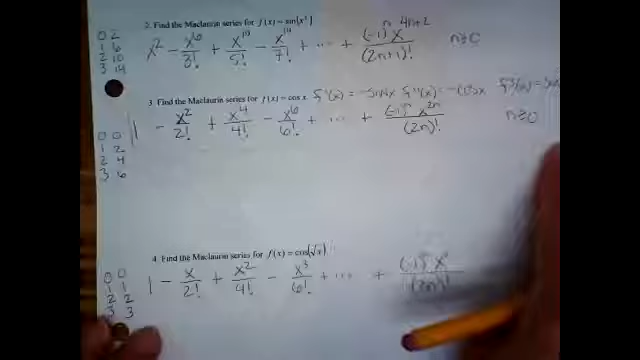 2. Find the Maclaurin series for f(x) = sin(x²)
0 2
1 6
2 10
3 14
x² - x⁶/3! + x¹⁰/5! - x¹⁴/7! + ... + (-1)ⁿ x⁴ⁿ⁺²/(2n+1)! n≥0
3. Find the Maclaurin series for f(x) = cos x. f'(x) = -sin x f''(x) = -cos x f³(x) = sin
0 0
1 2
2 4
3 6
1 - x²/2! + x⁴/4! - x⁶/6! + ... + (-1)ⁿ x²ⁿ/(2n)! n≥0
4. Find the Maclaurin series for f(x) = cos(√x)
0 0
1 1
2 2
3 3
1 - x/2! + x²/4! - x³/6! + ... + (-1)ⁿ xⁿ/(2n)!